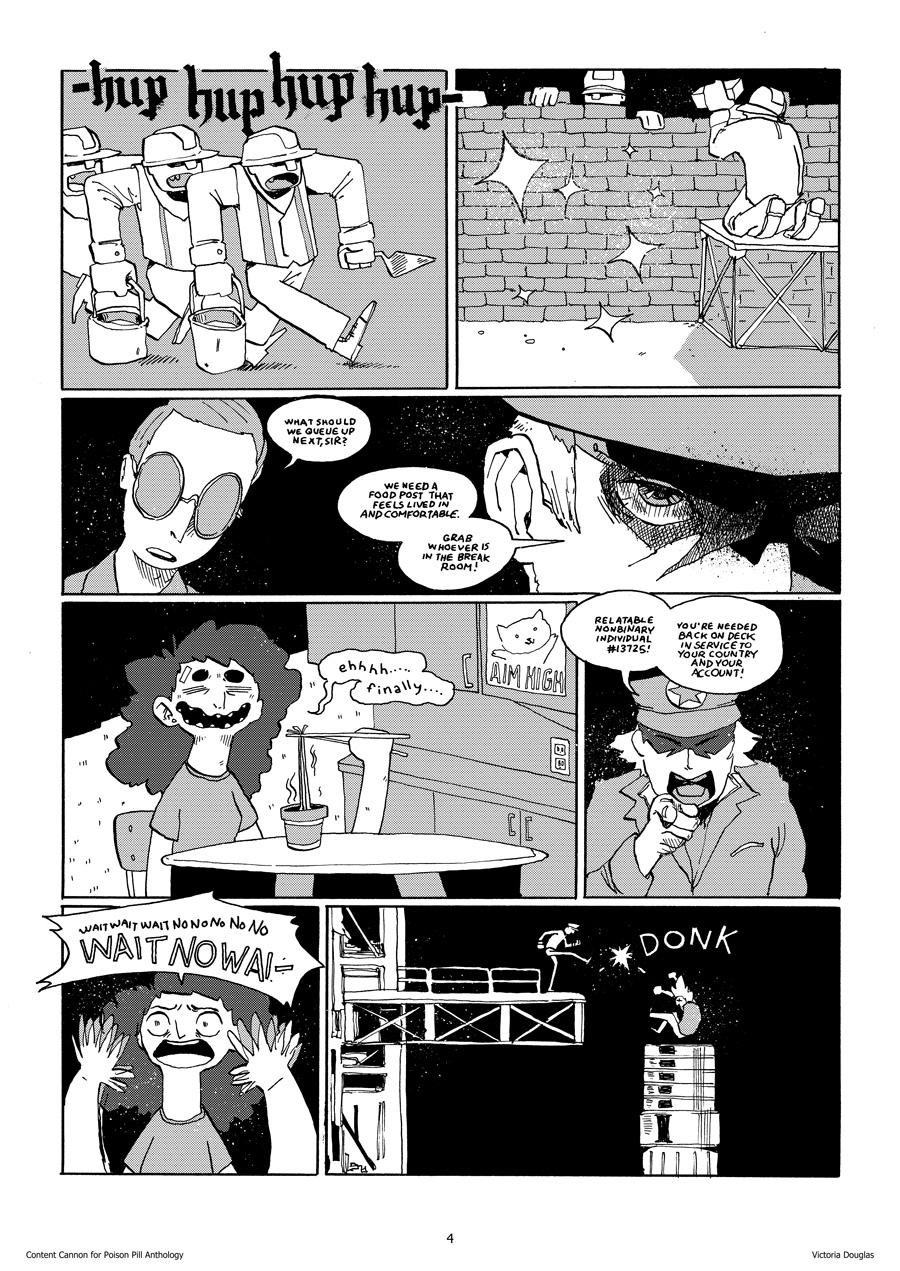 -hup hup hup hup-
WHAT SHOULD
WE QUEUE UP
NEXT, SIR?
WE NEED A
FOOD POST THAT
FEELS LIVED IN
AND COMFORTABLE.
GRAB
WHOEVER IS
IN THE BREAK
ROOM!
ehhhh.....
finally....
AIM HIGH
RELATABLE
NONBINARY
INDIVIDUAL
#13725!
YOU'RE NEEDED
BACK ON DECK
IN SERVICE TO
YOUR COUNTRY
AND YOUR
ACCOUNT!
WAIT WAIT WAIT NO NO NO NO NO
WAIT NO WAI-
DONK
4
Content Cannon for Poison Pill Anthology
Victoria Douglas